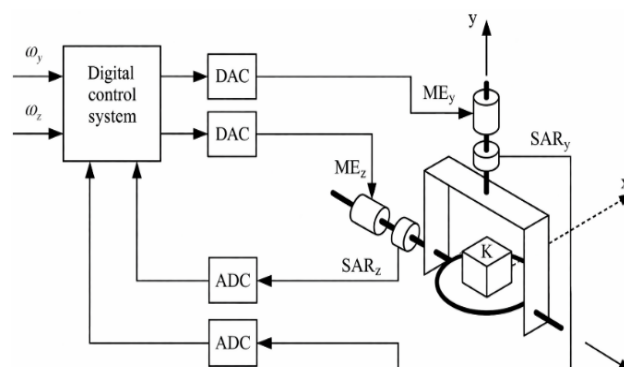 y
ω_y
Digital
control
system
DAC
ME_y
ω_z
DAC
SAR_y
ME_z
x
K
SAR_z
ADC
ADC